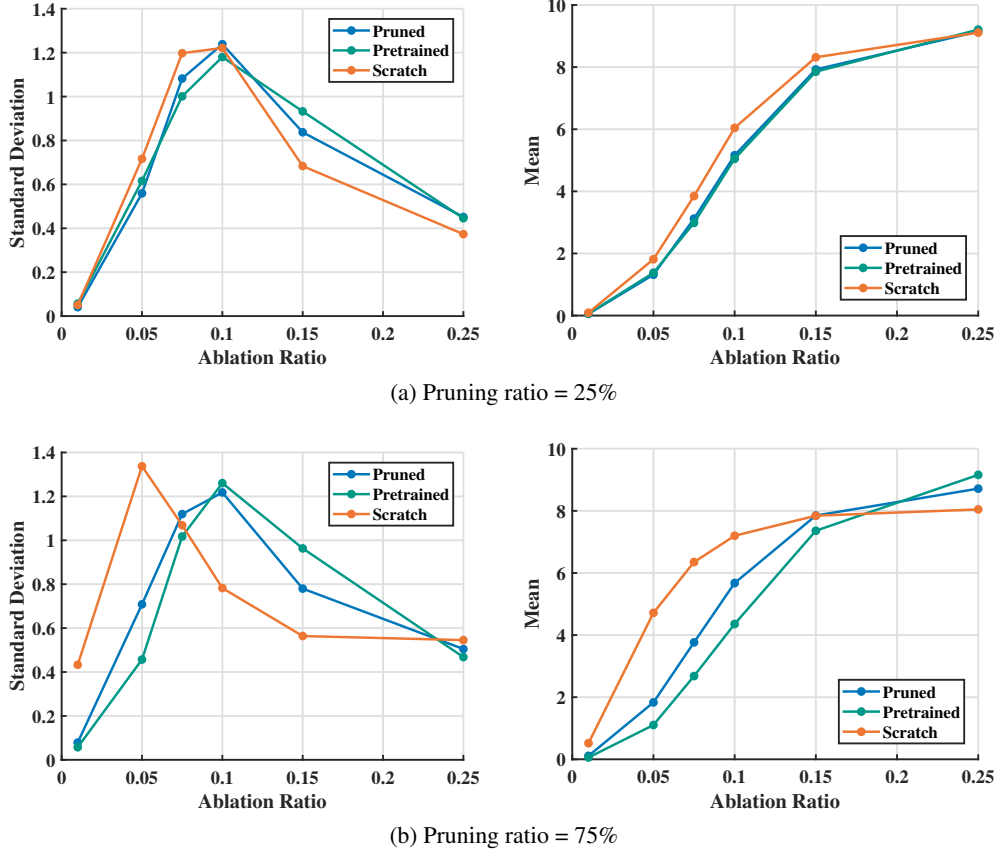 1.4
1.2
1
0.8
0.6
0.4
0.2
0
Standard Deviation
Pruned
Pretrained
Scratch
0 0.05 0.1 0.15 0.2 0.25
Ablation Ratio
10
8
6
4
2
0
Mean
Pruned
Pretrained
Scratch
0 0.05 0.1 0.15 0.2 0.25
Ablation Ratio
(a) Pruning ratio = 25%
1.4
1.2
1
0.8
0.6
0.4
0.2
0
Standard Deviation
Pruned
Pretrained
Scratch
0 0.05 0.1 0.15 0.2 0.25
Ablation Ratio
10
8
6
4
2
0
Mean
Pruned
Pretrained
Scratch
0 0.05 0.1 0.15 0.2 0.25
Ablation Ratio
(b) Pruning ratio = 75%